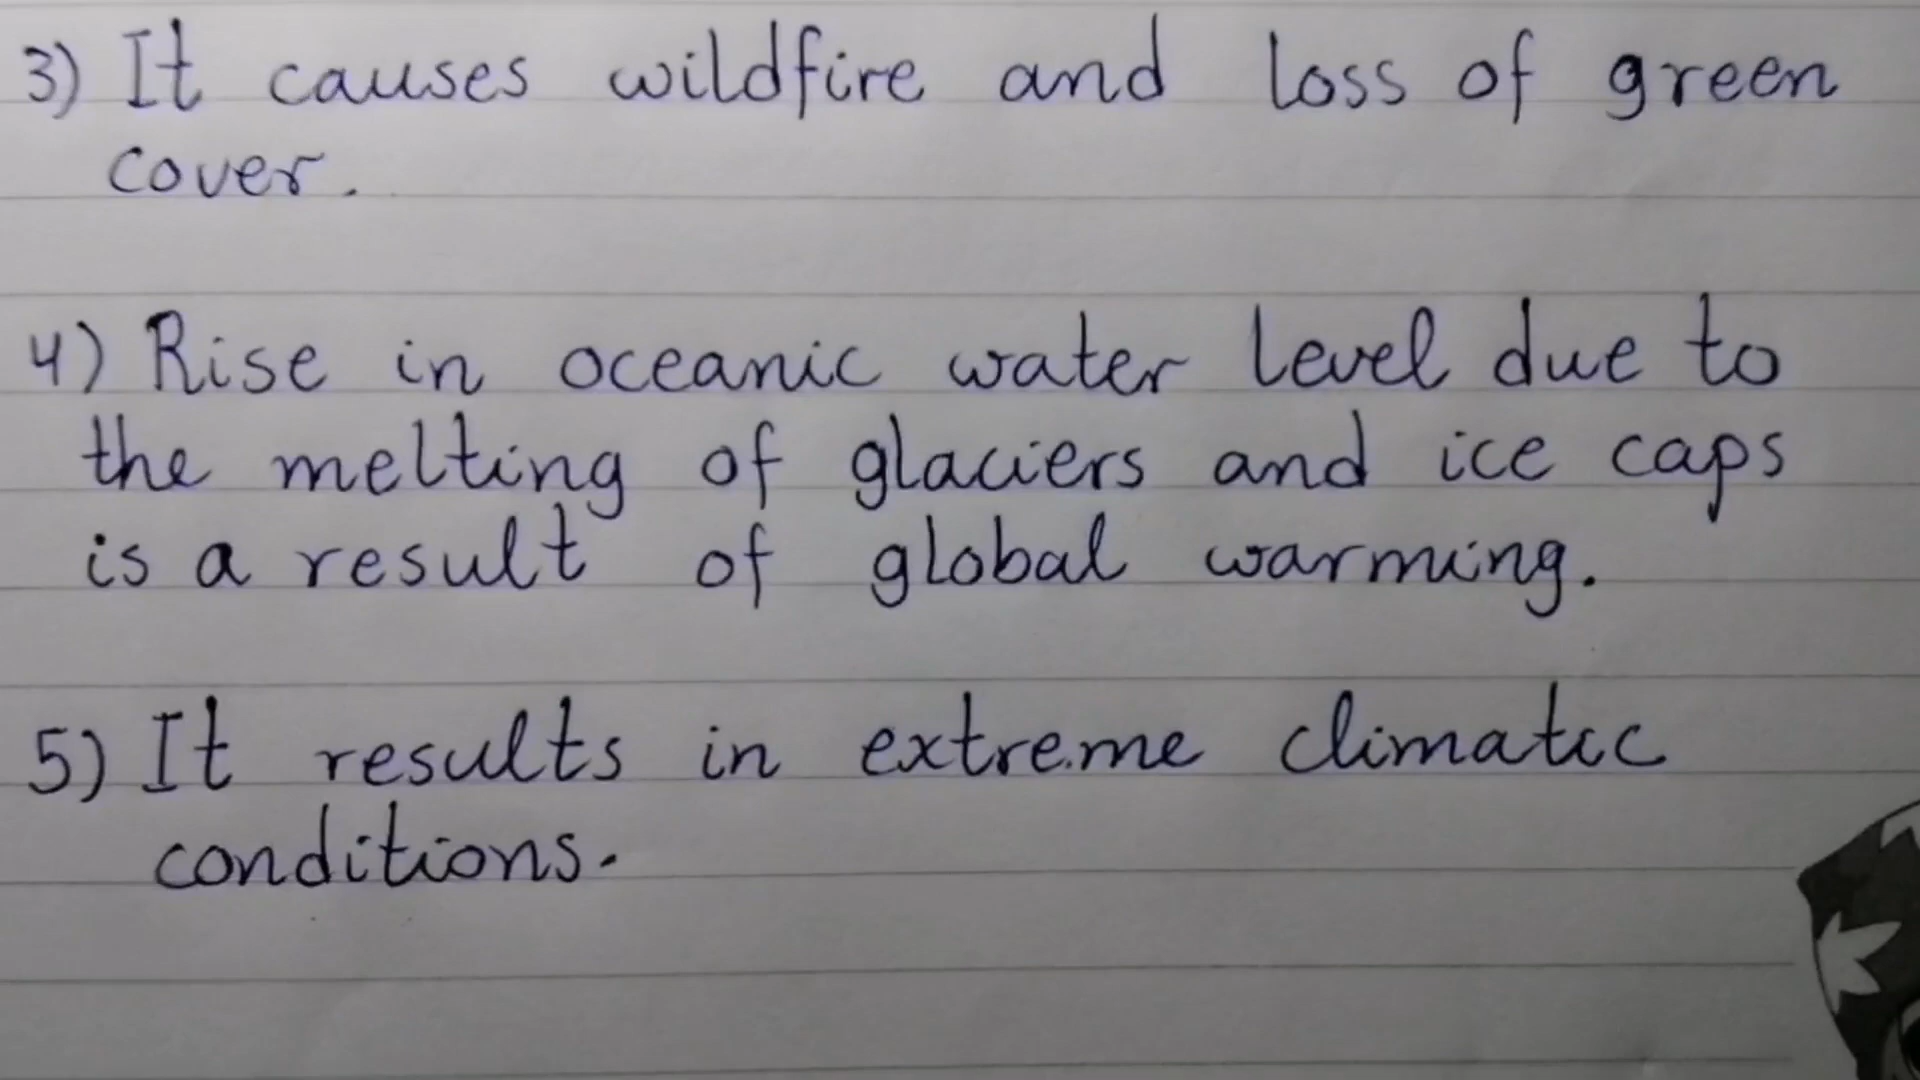 3) It causes wildfire and loss of green
cover.
4) Rise in oceanic water level due to
the melting of glaciers and ice caps
is a result of global warming.
5) It results in extreme climatic
conditions.